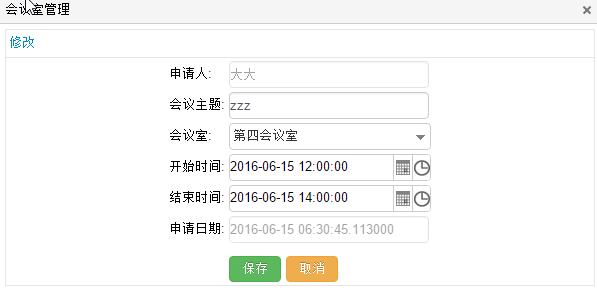 会议室管理 ×
修改
申请人: 大大
会议主题: zzz
会议室: 第四会议室
开始时间: 2016-06-15 12:00:00
结束时间: 2016-06-15 14:00:00
申请日期: 2016-06-15 06:30:45.113000
保存 取消